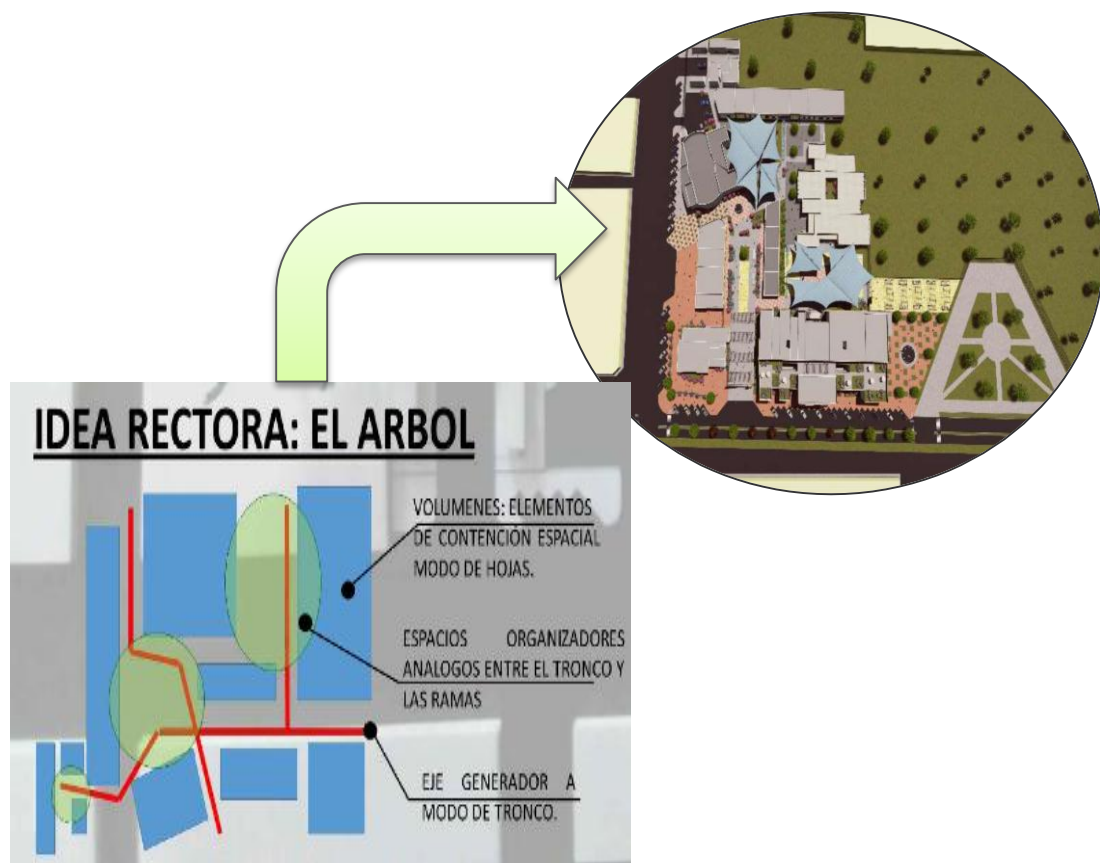 IDEA RECTORA: EL ARBOL
VOLUMENES: ELEMENTOS
DE CONTENCIÓN ESPACIAL
MODO DE HOJAS.
ESPACIOS ORGANIZADORES
ANALOGOS ENTRE EL TRONCO Y
LAS RAMAS
EJE GENERADOR A
MODO DE TRONCO.